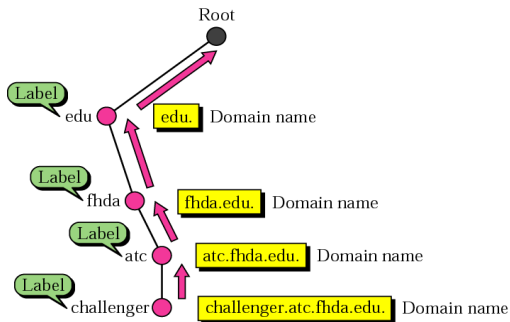 Root
Label
edu
edu.
Domain name
Label
fhda
fhda.edu.
Domain name
Label
atc
atc.fhda.edu.
Domain name
Label
challenger
challenger.atc.fhda.edu.
Domain name